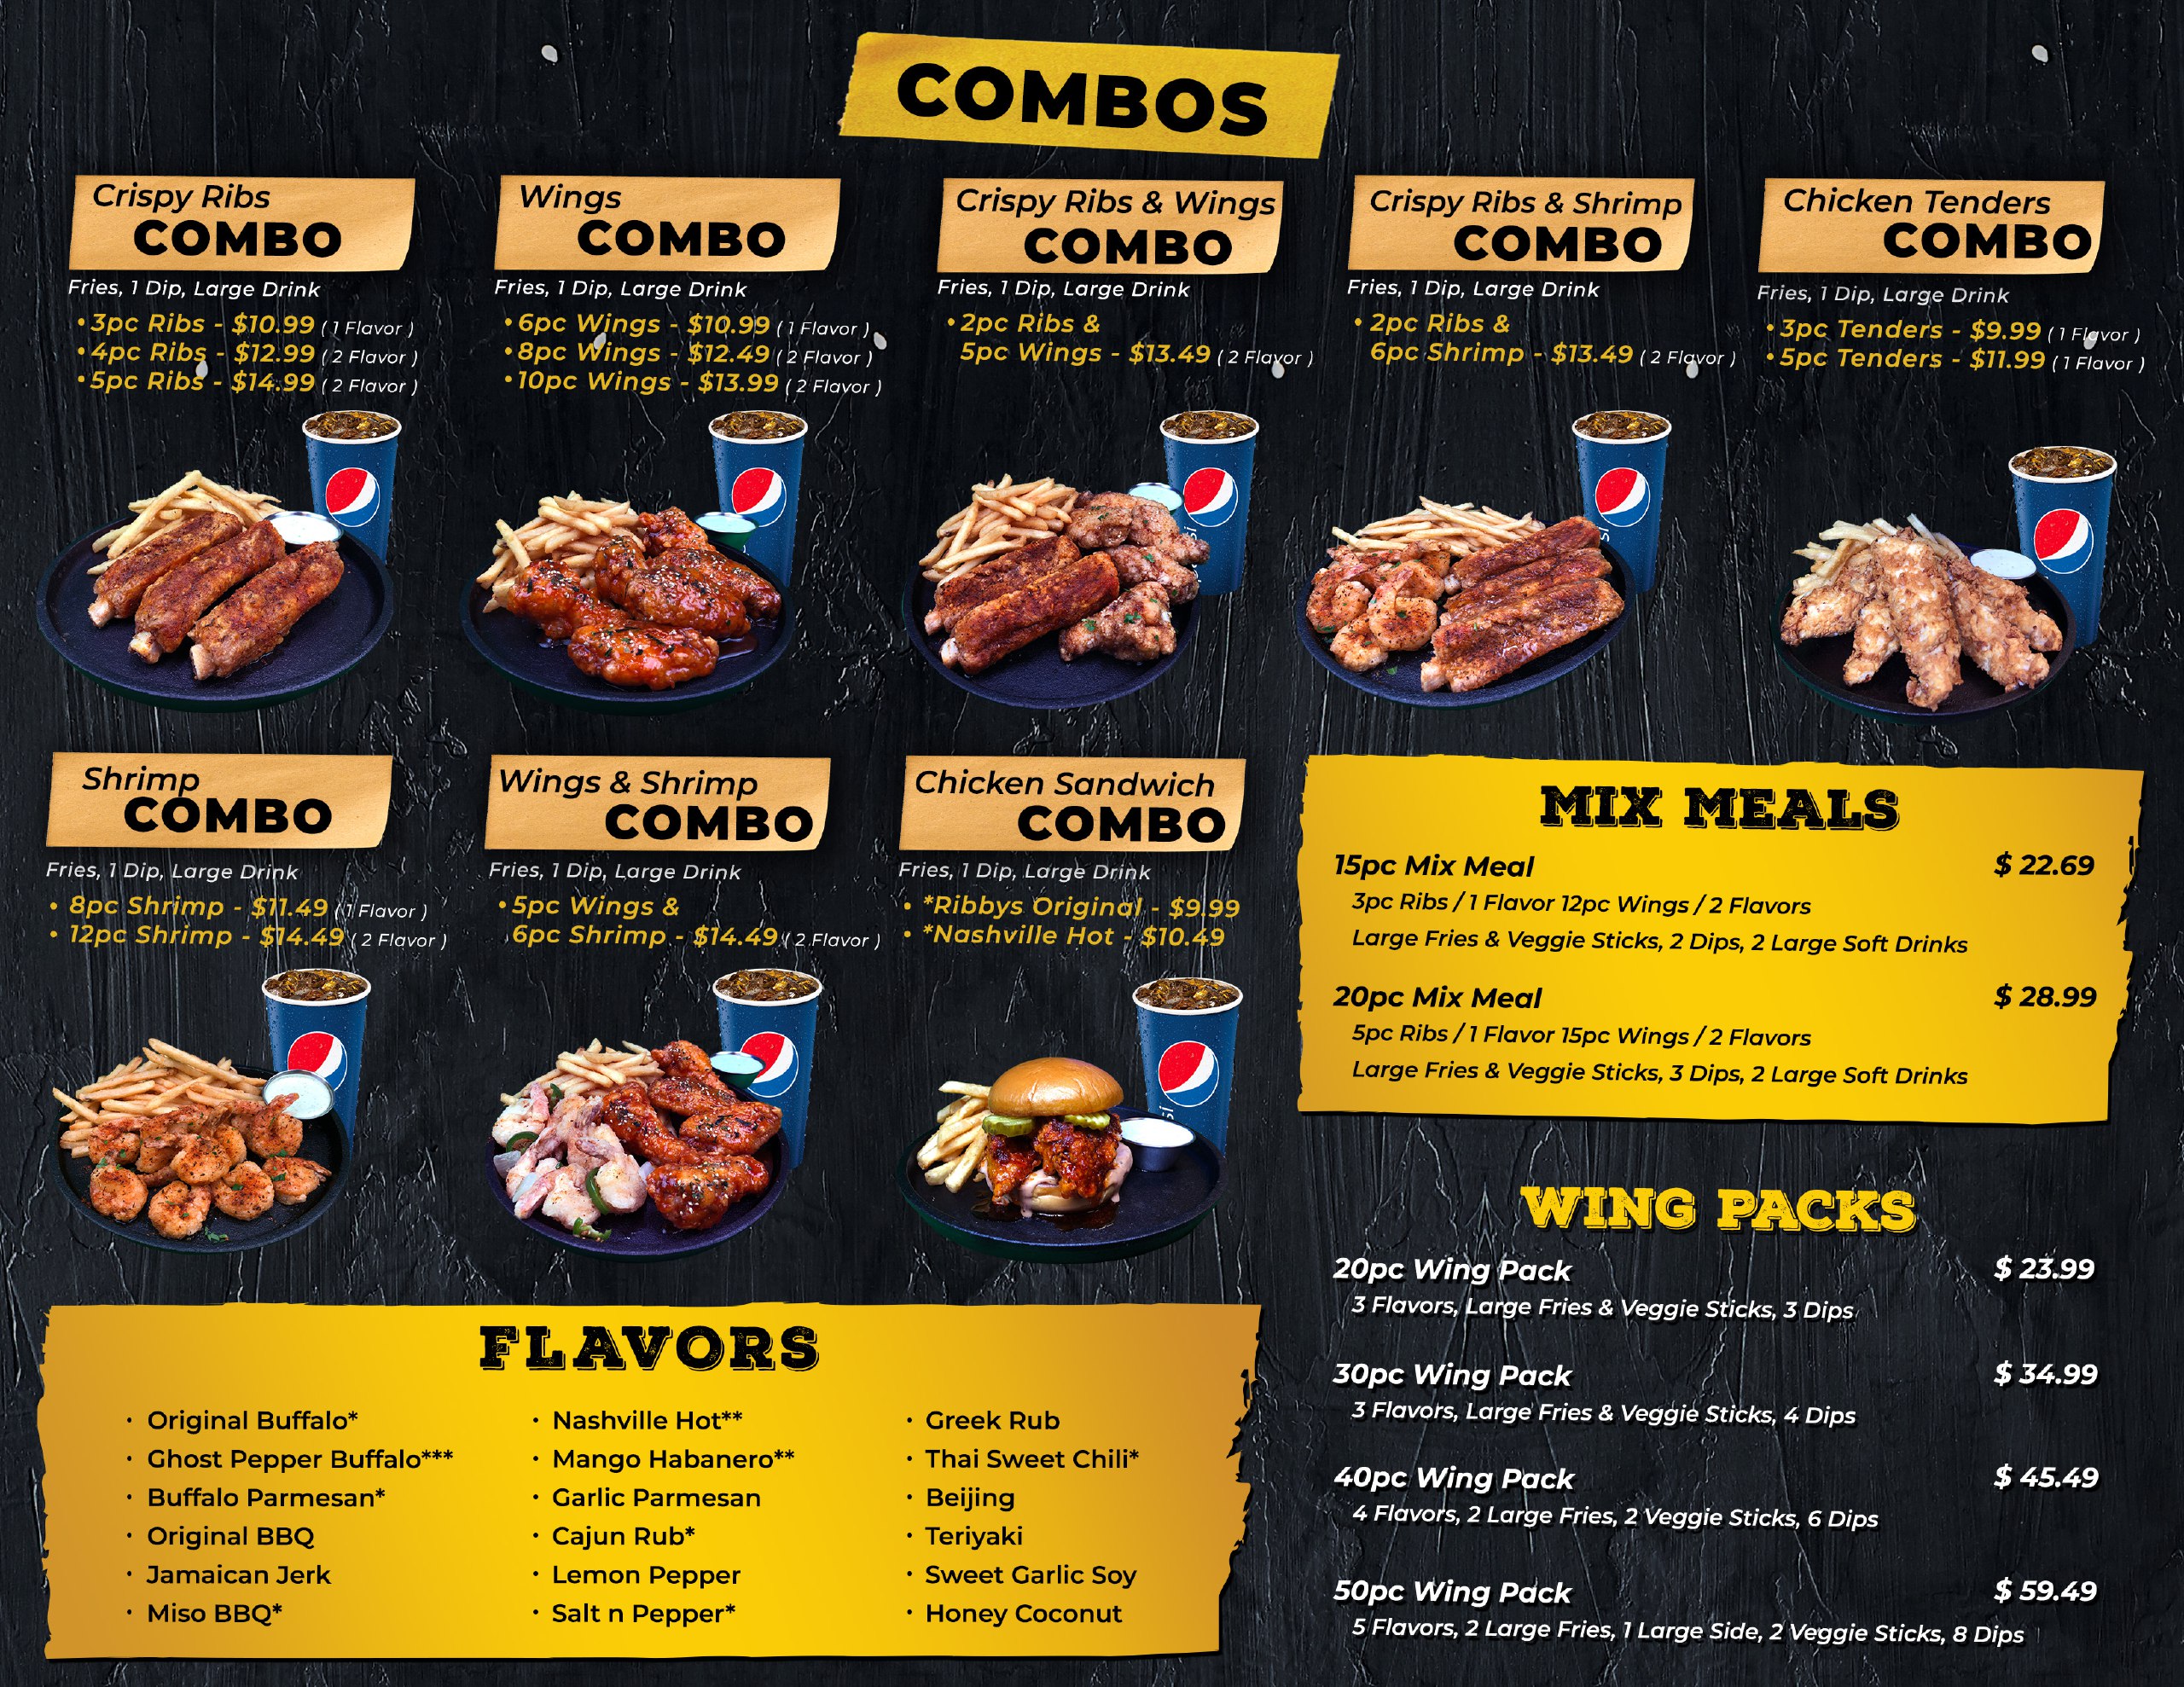 COMBOS
Crispy Ribs
COMBO
Fries, 1 Dip, Large Drink
• 3pc Ribs - $10.99 ( 1 Flavor )
• 4pc Ribs - $12.99 ( 2 Flavor )
• 5pc Ribs - $14.99 ( 2 Flavor )
Wings
COMBO
Fries, 1 Dip, Large Drink
• 6pc Wings - $10.99 ( 1 Flavor )
• 8pc Wings - $12.49 ( 2 Flavor )
• 10pc Wings - $13.99 ( 2 Flavor )
Crispy Ribs & Wings
COMBO
Fries, 1 Dip, Large Drink
• 2pc Ribs &
5pc Wings - $13.49 ( 2 Flavor )
Crispy Ribs & Shrimp
COMBO
Fries, 1 Dip, Large Drink
• 2pc Ribs &
6pc Shrimp - $13.49 ( 2 Flavor )
Chicken Tenders
COMBO
Fries, 1 Dip, Large Drink
• 3pc Tenders - $9.99 ( 1 Flavor )
• 5pc Tenders - $11.99 ( 1 Flavor )
Shrimp
COMBO
Fries, 1 Dip, Large Drink
• 8pc Shrimp - $11.49 ( 1 Flavor )
• 12pc Shrimp - $14.49 ( 2 Flavor )
Wings & Shrimp
COMBO
Fries, 1 Dip, Large Drink
• 5pc Wings &
6pc Shrimp - $14.49 ( 2 Flavor )
Chicken Sandwich
COMBO
Fries, 1 Dip, Large Drink
• *Ribbys Original - $9.99
• *Nashville Hot - $10.49
MIX MEALS
15pc Mix Meal $ 22.69
3pc Ribs / 1 Flavor 12pc Wings / 2 Flavors
Large Fries & Veggie Sticks, 2 Dips, 2 Large Soft Drinks
20pc Mix Meal $ 28.99
5pc Ribs / 1 Flavor 15pc Wings / 2 Flavors
Large Fries & Veggie Sticks, 3 Dips, 2 Large Soft Drinks
WING PACKS
20pc Wing Pack $ 23.99
3 Flavors, Large Fries & Veggie Sticks, 3 Dips
30pc Wing Pack $ 34.99
3 Flavors, Large Fries & Veggie Sticks, 4 Dips
40pc Wing Pack $ 45.49
4 Flavors, 2 Large Fries, 2 Veggie Sticks, 6 Dips
50pc Wing Pack $ 59.49
5 Flavors, 2 Large Fries, 1 Large Side, 2 Veggie Sticks, 8 Dips
FLAVORS
• Original Buffalo*
• Ghost Pepper Buffalo***
• Buffalo Parmesan*
• Original BBQ
• Jamaican Jerk
• Miso BBQ*
• Nashville Hot**
• Mango Habanero**
• Garlic Parmesan
• Cajun Rub*
• Lemon Pepper
• Salt n Pepper*
• Greek Rub
• Thai Sweet Chili*
• Beijing
• Teriyaki
• Sweet Garlic Soy
• Honey Coconut